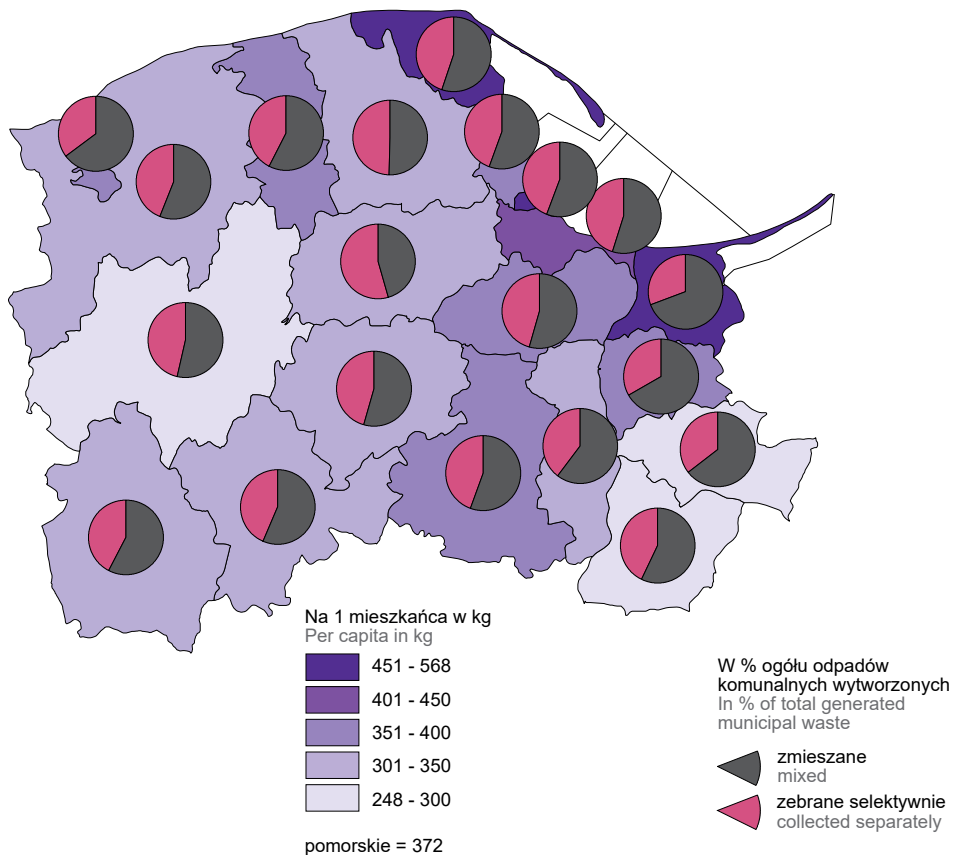 Na 1 mieszkańca w kg
Per capita in kg
451 - 568
401 - 450
351 - 400
301 - 350
248 - 300
pomorskie = 372
W % ogółu odpadów
komunalnych wytworzonych
In % of total generated
municipal waste
zmieszane
mixed
zebrane selektywnie
collected separately